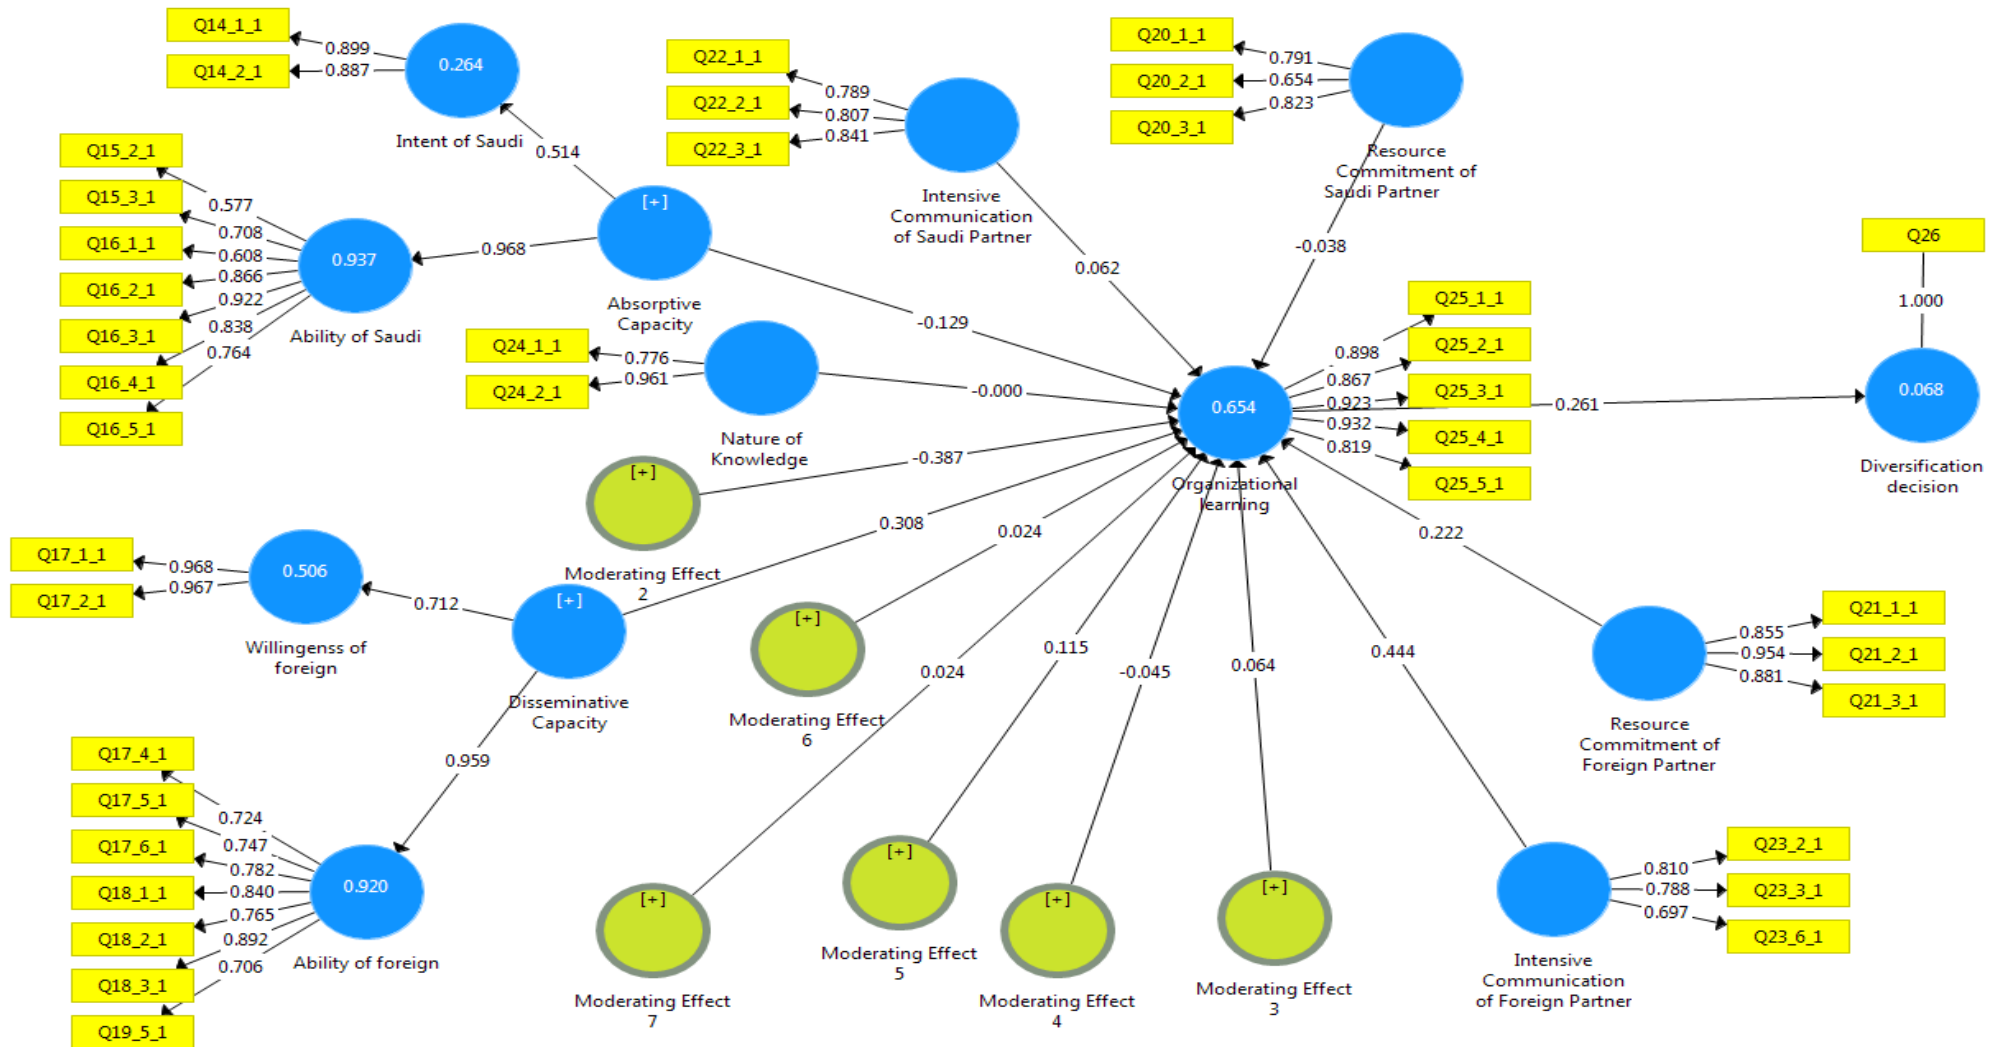 Q14_1_1
Q14_2_1
0.899
0.887
0.264
Intent of Saudi
0.514
Q22_1_1
Q22_2_1
Q22_3_1
0.789
0.807
0.841
Intensive
Communication
of Saudi Partner
0.062
Q20_1_1
Q20_2_1
Q20_3_1
0.791
0.654
0.823
Resource
Commitment of
Saudi Partner
-0.038
Q15_2_1
Q15_3_1
Q16_1_1
Q16_2_1
Q16_3_1
Q16_4_1
Q16_5_1
0.577
0.708
0.608
0.866
0.922
0.838
0.764
0.937
Ability of Saudi
0.968
[+]
Absorptive
Capacity
-0.129
Q24_1_1
Q24_2_1
0.776
0.961
Nature of
Knowledge
-0.000
Q25_1_1
Q25_2_1
Q25_3_1
Q25_4_1
Q25_5_1
0.898
0.867
0.923
0.932
0.819
0.654
Organizational
learning
0.261
Q26
1.000
0.068
Diversification
decision
[+]
Moderating Effect
2
-0.387
Q17_1_1
Q17_2_1
0.968
0.967
0.506
Willingenss of
foreign
0.712
[+]
Disseminative
Capacity
0.308
0.959
[+]
Moderating Effect
6
0.024
0.024
0.115
-0.045
0.064
0.444
0.222
Q21_1_1
Q21_2_1
Q21_3_1
0.855
0.954
0.881
Resource
Commitment of
Foreign Partner
Q17_4_1
Q17_5_1
Q17_6_1
Q18_1_1
Q18_2_1
Q18_3_1
Q19_5_1
0.724
0.747
0.782
0.840
0.765
0.892
0.706
0.920
Ability of foreign
[+]
Moderating Effect
7
[+]
Moderating Effect
5
[+]
Moderating Effect
4
[+]
Moderating Effect
3
Q23_2_1
Q23_3_1
Q23_6_1
0.810
0.788
0.697
Intensive
Communication
of Foreign Partner